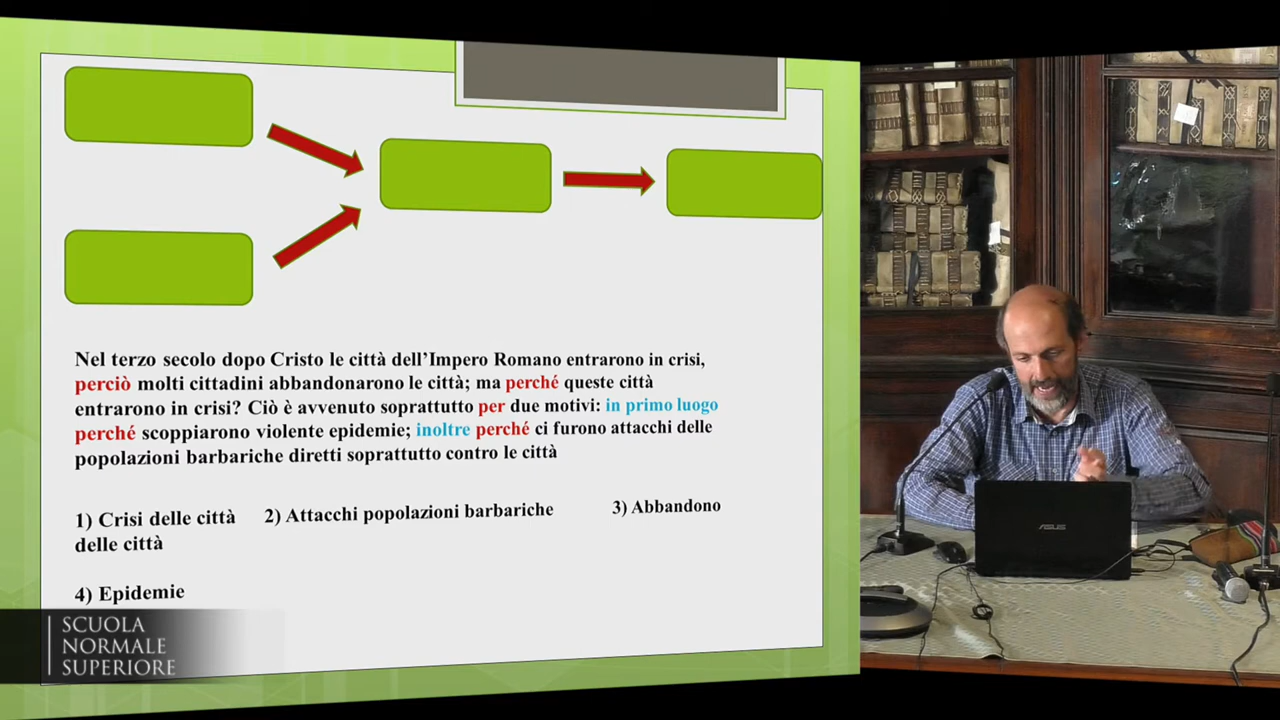 Nel terzo secolo dopo Cristo le città dell'Impero Romano entrarono in crisi,
perciò molti cittadini abbandonarono le città; ma perché queste città
entrarono in crisi? Ciò è avvenuto soprattutto per due motivi: in primo luogo
perché scoppiarono violente epidemie; inoltre perché ci furono attacchi delle
popolazioni barbariche diretti soprattutto contro le città
1) Crisi delle città 2) Attacchi popolazioni barbariche 3) Abbandono
delle città
4) Epidemie
SCUOLA
NORMALE
SUPERIORE
ASUS